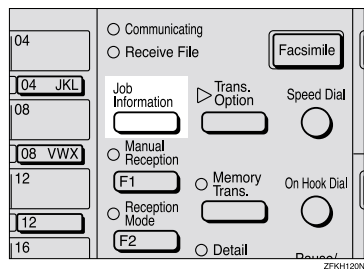 04
04 JKL
08
08 VWX
12
12
16
Communicating
Receive File
Facsimile
Job
Information
Trans.
Option
Speed Dial
Manual
Reception
F1
Memory
Trans.
On Hook Dial
Reception
Mode
F2
Detail
Pause/
ZFKH120N